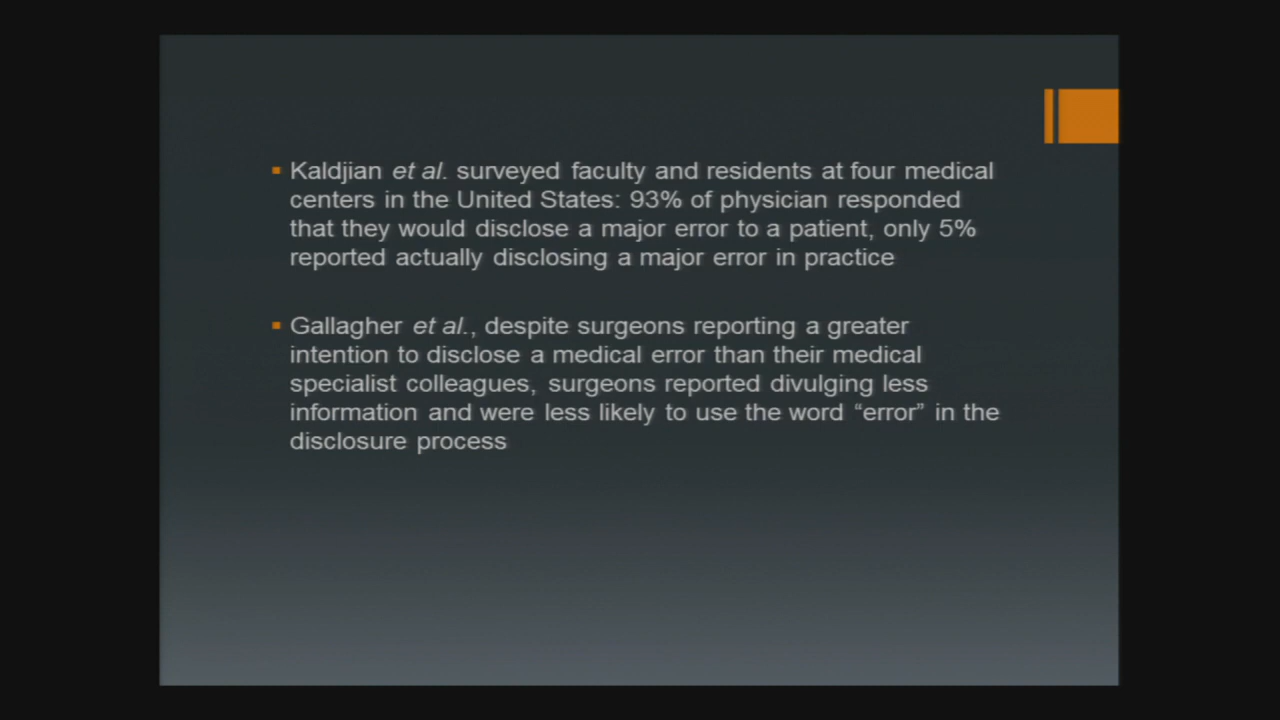 Kaldjian et al. surveyed faculty and residents at four medical
centers in the United States: 93% of physician responded
that they would disclose a major error to a patient, only 5%
reported actually disclosing a major error in practice
Gallagher et al., despite surgeons reporting a greater
intention to disclose a medical error than their medical
specialist colleagues, surgeons reported divulging less
information and were less likely to use the word “error” in the
disclosure process